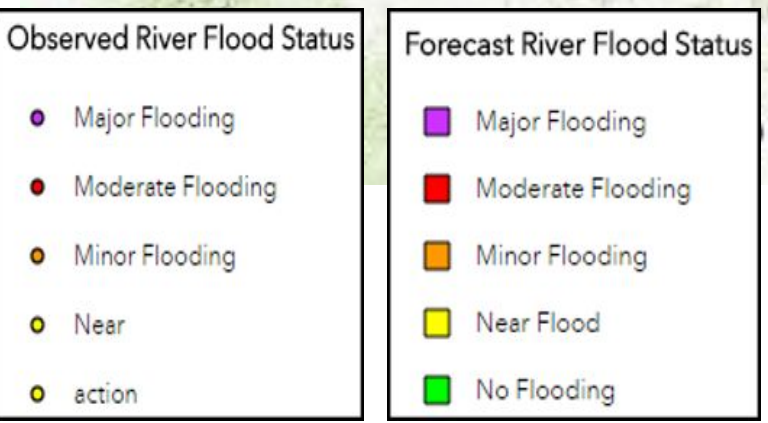 Observed River Flood Status
Major Flooding
Moderate Flooding
Minor Flooding
Near
action
Forecast River Flood Status
Major Flooding
Moderate Flooding
Minor Flooding
Near Flood
No Flooding